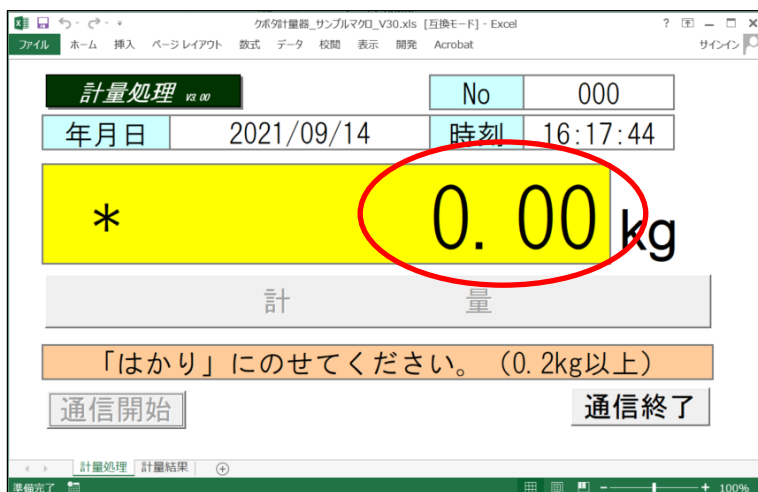 クボタ計量器_サンプルマクロ_V30.xls [互換モード] - Excel
ファイル ホーム 挿入 ページ レイアウト 数式 データ 校閲 表示 開発 Acrobat サインイン
計量処理 V3.00 No 000
年月日 2021/09/14 時刻 16:17:44
* 0.00 kg
計 量
「はかり」にのせてください。（0.2kg以上）
通信開始 通信終了
計量処理 計量結果
準備完了 100%